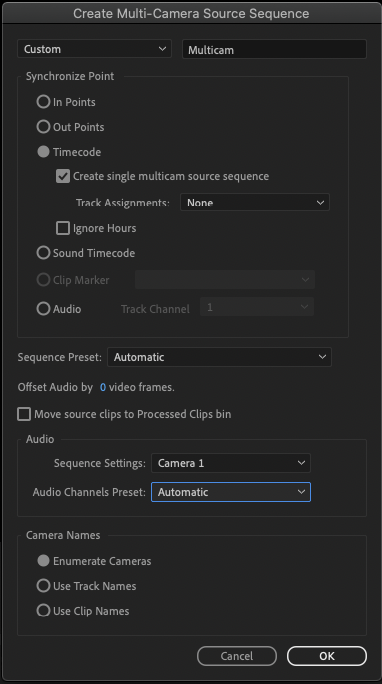 Create Multi-Camera Source Sequence
Custom Multicam
Synchronize Point
In Points
Out Points
Timecode
Create single multicam source sequence
Track Assignments: None
Ignore Hours
Sound Timecode
Clip Marker
Audio Track Channel 1
Sequence Preset: Automatic
Offset Audio by 0 video frames.
Move source clips to Processed Clips bin
Audio
Sequence Settings: Camera 1
Audio Channels Preset: Automatic
Camera Names
Enumerate Cameras
Use Track Names
Use Clip Names
Cancel OK